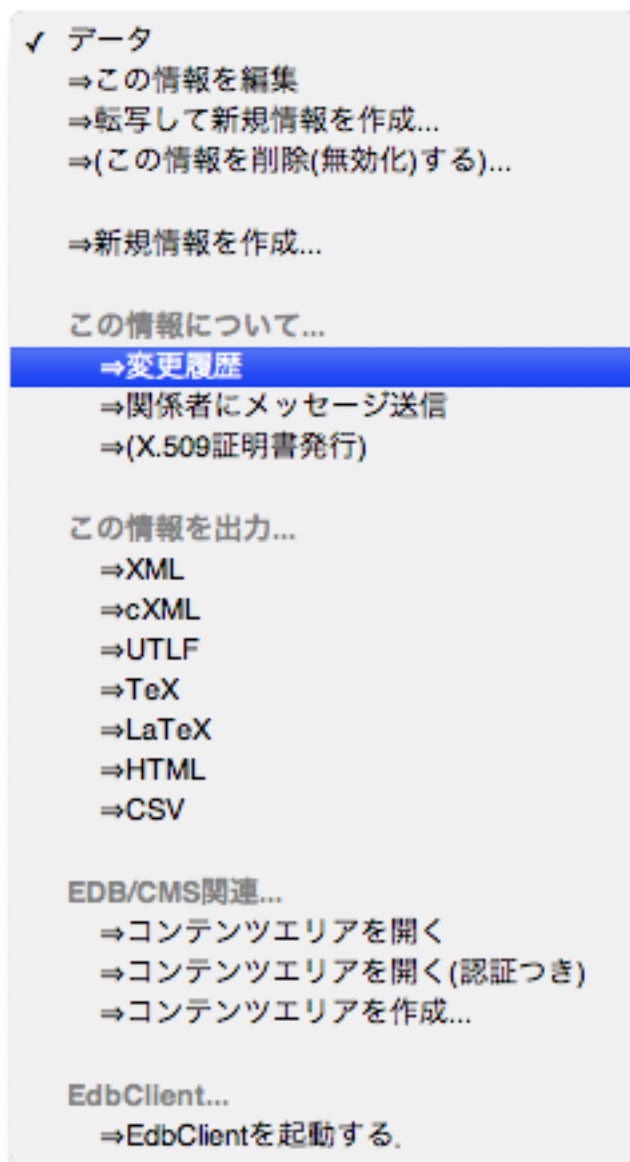 ✓ データ
⇒この情報を編集
⇒転写して新規情報を作成...
⇒(この情報を削除(無効化)する)...
⇒新規情報を作成...
この情報について...
⇒変更履歴
⇒関係者にメッセージ送信
⇒(X.509証明書発行)
この情報を出力...
⇒XML
⇒cXML
⇒UTLF
⇒TeX
⇒LaTeX
⇒HTML
⇒CSV
EDB/CMS関連...
⇒コンテンツエリアを開く
⇒コンテンツエリアを開く(認証つき)
⇒コンテンツエリアを作成...
EdbClient...
⇒EdbClientを起動する.